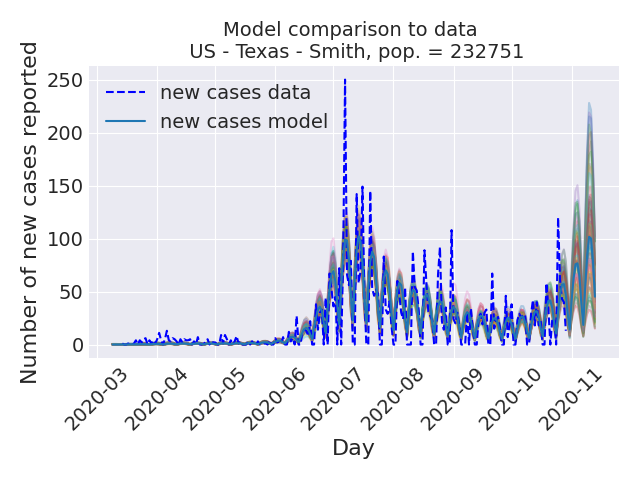 Model comparison to data
US - Texas - Smith, pop. = 232751
Number of new cases reported
250
200
150
100
50
0
new cases data
new cases model
2020-03
2020-04
2020-05
2020-06
2020-07
2020-08
2020-09
2020-10
2020-11
Day